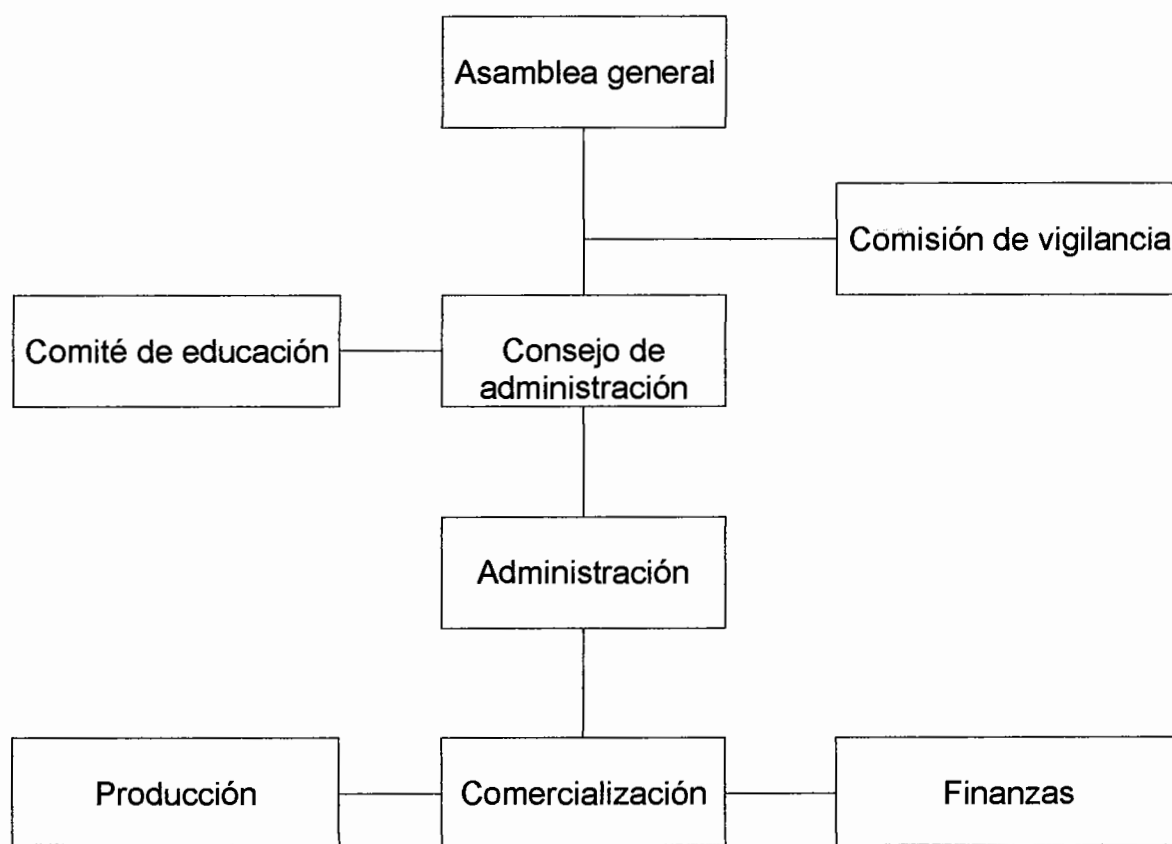 Asamblea general
Comisión de vigilancia
Comité de educación
Consejo de
administración
Administración
Producción
Comercialización
Finanzas